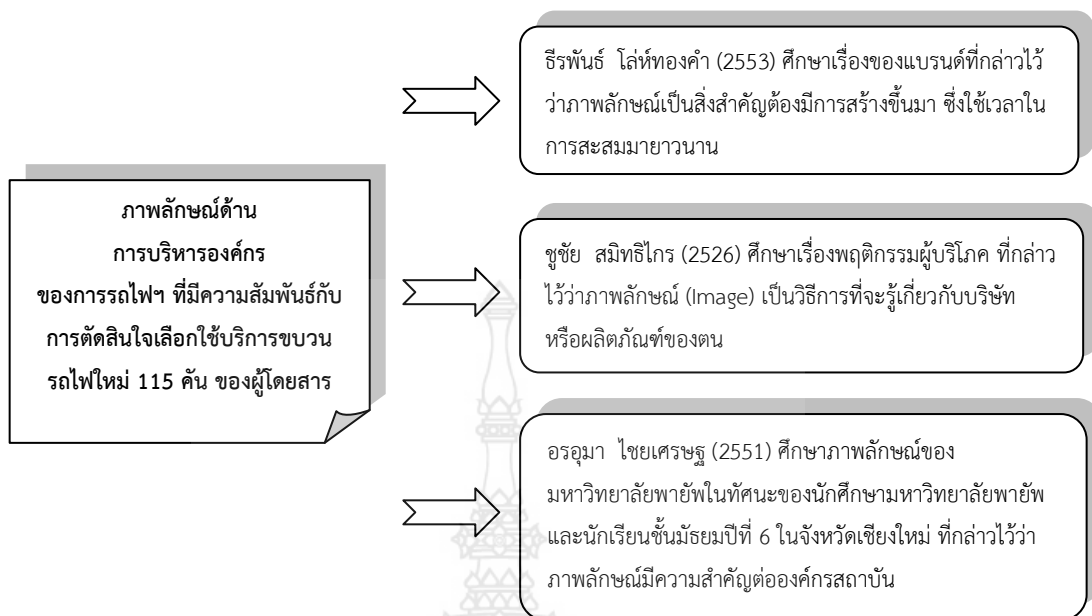 ธีรพันธ์ โล่ห์ทองคำ (2553) ศึกษาเรื่องของแบรนด์ที่กล่าวไว้
ว่าภาพลักษณ์เป็นสิ่งสำคัญต้องมีการสร้างขึ้นมา ซึ่งใช้เวลาใน
การสะสมมายาวนาน
ภาพลักษณ์ด้าน
การบริหารองค์กร
ของการรถไฟฯ ที่มีความสัมพันธ์กับ
การตัดสินใจเลือกใช้บริการขบวน
รถไฟใหม่ 115 คัน ของผู้โดยสาร
ชูชัย สมิทธิไกร (2526) ศึกษาเรื่องพฤติกรรมผู้บริโภค ที่กล่าว
ไว้ว่าภาพลักษณ์ (Image) เป็นวิธีการที่จะรู้เกี่ยวกับบริษัท
หรือผลิตภัณฑ์ของตน
อรอุมา ไชยเศรษฐ (2551) ศึกษาภาพลักษณ์ของ
มหาวิทยาลัยพายัพในทัศนะของนักศึกษามหาวิทยาลัยพายัพ
และนักเรียนชั้นมัธยมปีที่ 6 ในจังหวัดเชียงใหม่ ที่กล่าวไว้ว่า
ภาพลักษณ์มีความสำคัญต่อองค์กรสถาบัน